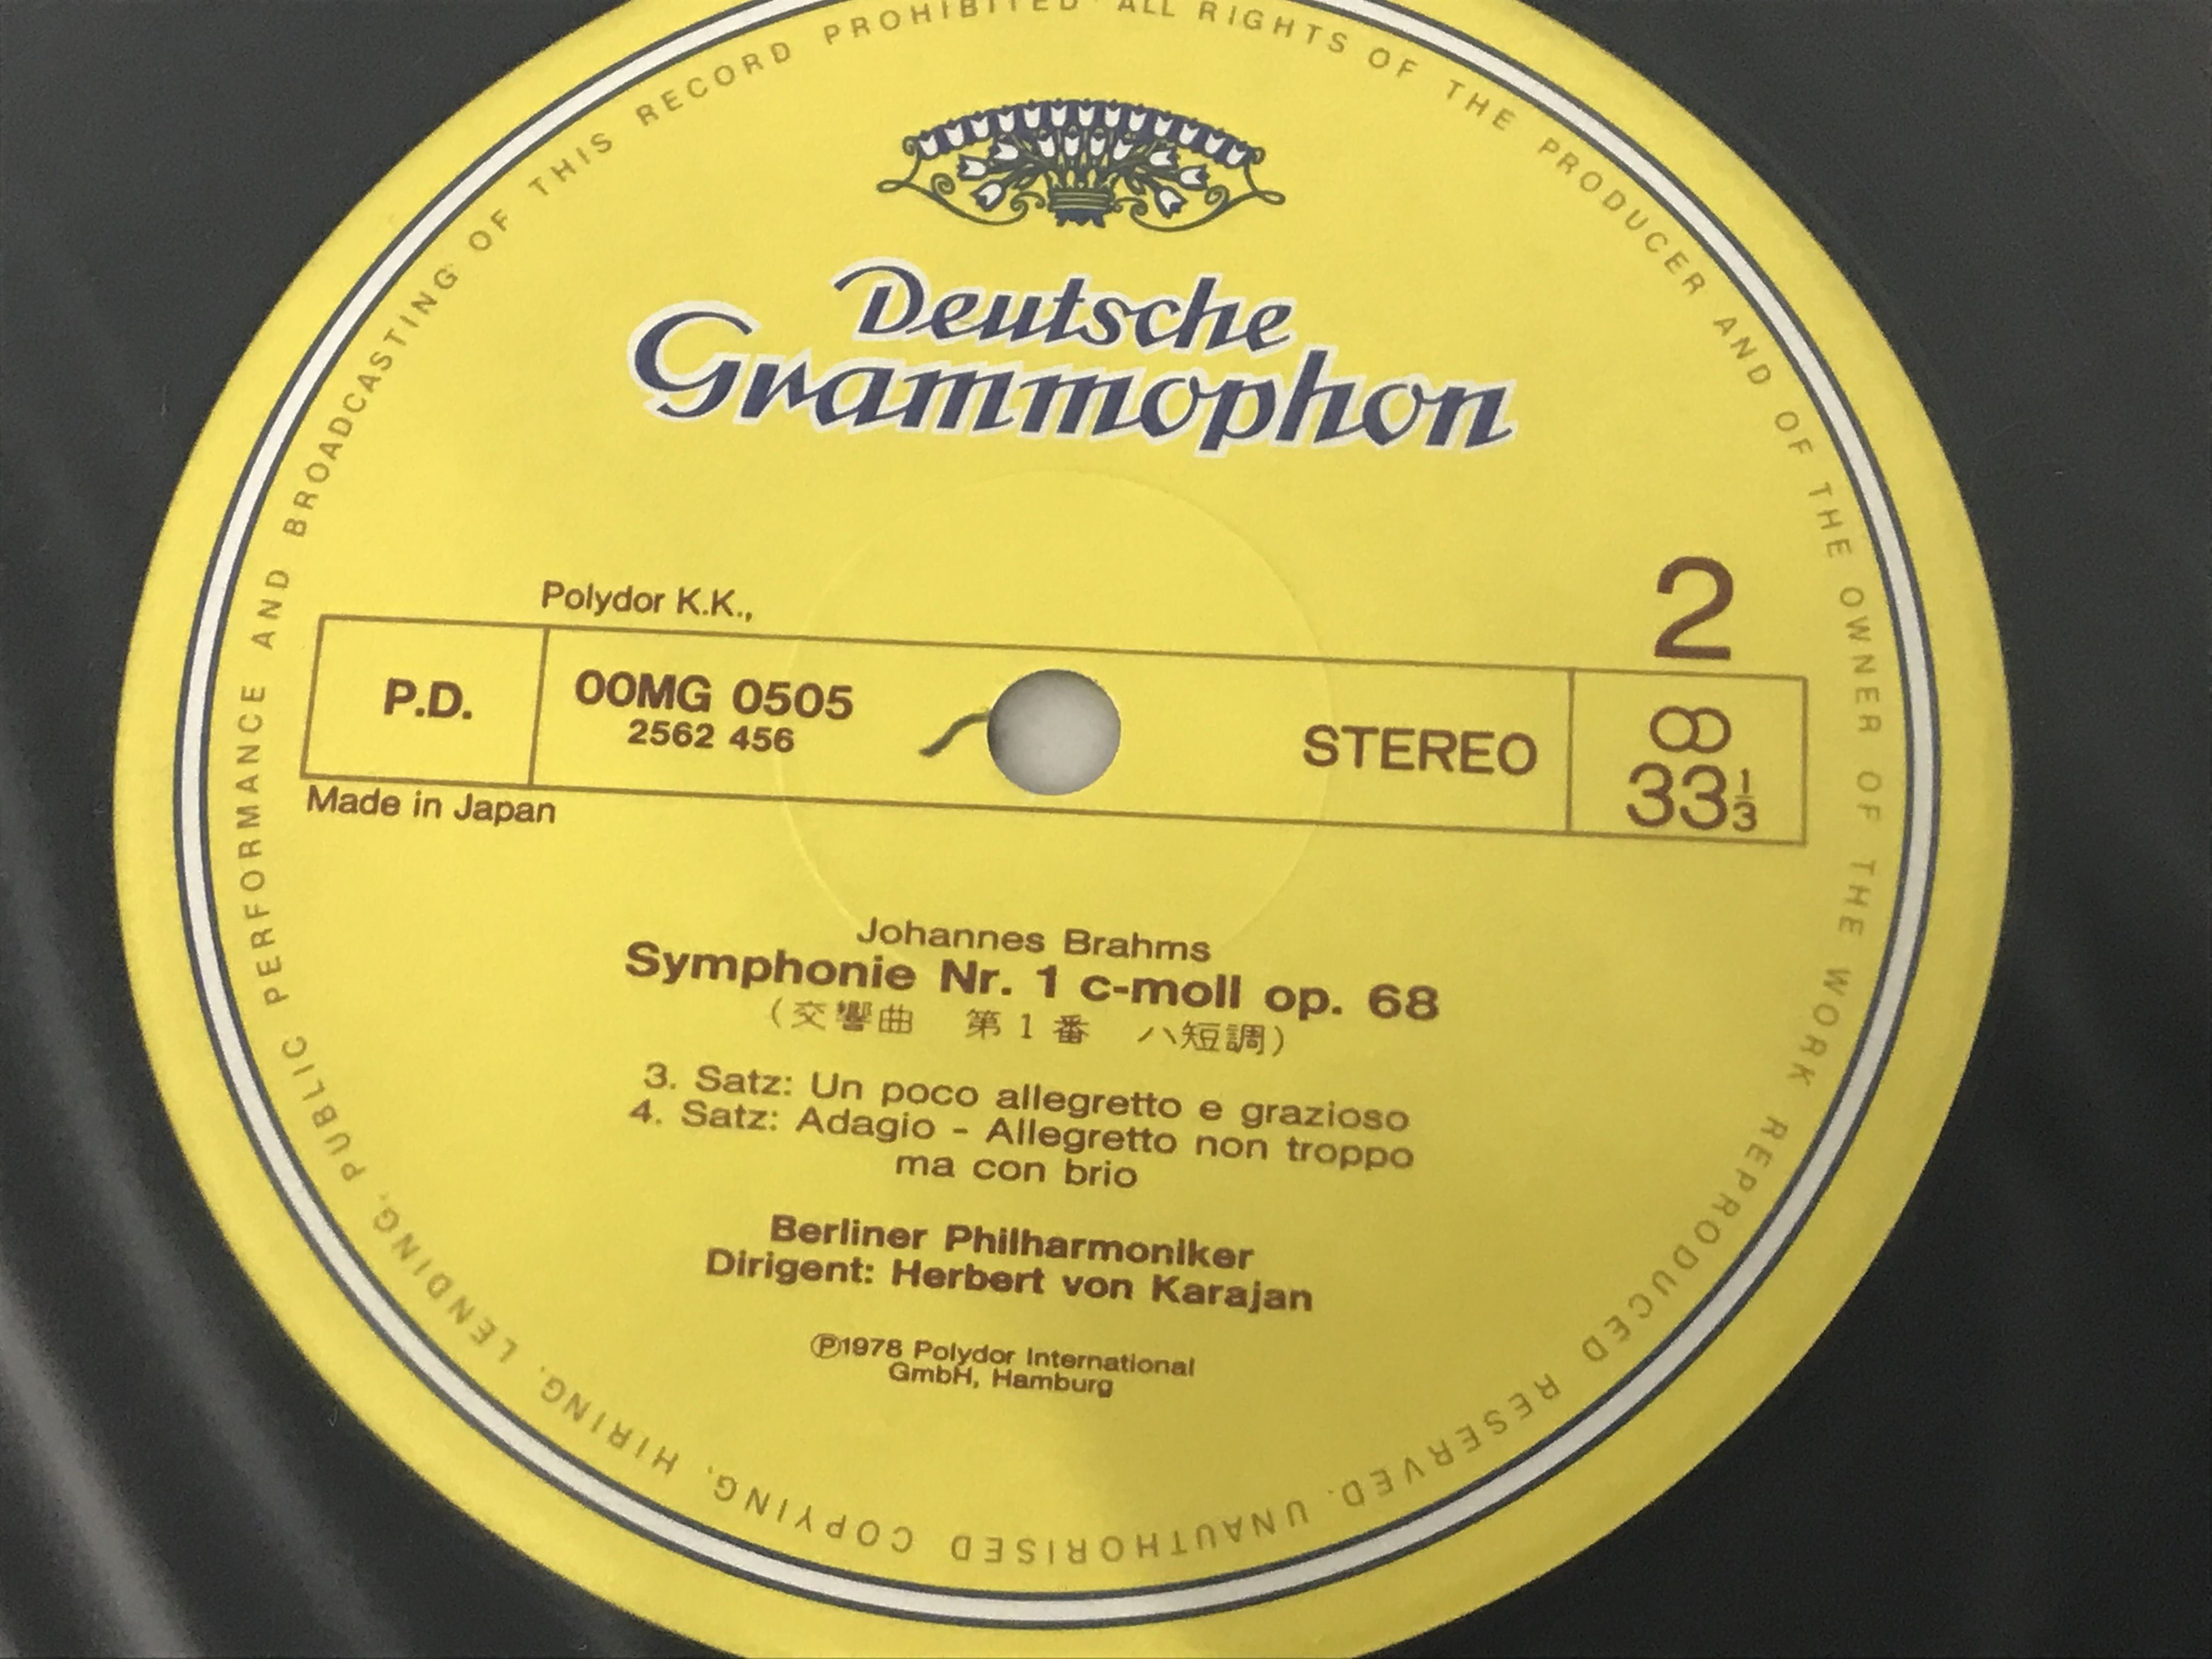 Deutsche
Grammophon
2
Polydor K.K.,
P.D.
OOMG 0505
2562 456
STEREO
33 1/3
Made in Japan
Johannes Brahms
Symphonie Nr. 1 c-moll op. 68
(交響曲 第1番 ハ短調)
3. Satz: Un poco allegretto e grazioso
4. Satz: Adagio - Allegretto non troppo
ma con brio
Berliner Philharmoniker
Dirigent: Herbert von Karajan
℗1978 Polydor International
GmbH, Hamburg
ALL RIGHTS OF THE PRODUCER AND OF THE OWNER OF THE WORK REPRODUCED RESERVED. UNAUTHORISED COPYING, HIRING, LENDING, PUBLIC PERFORMANCE AND BROADCASTING OF THIS RECORD PROHIBITED